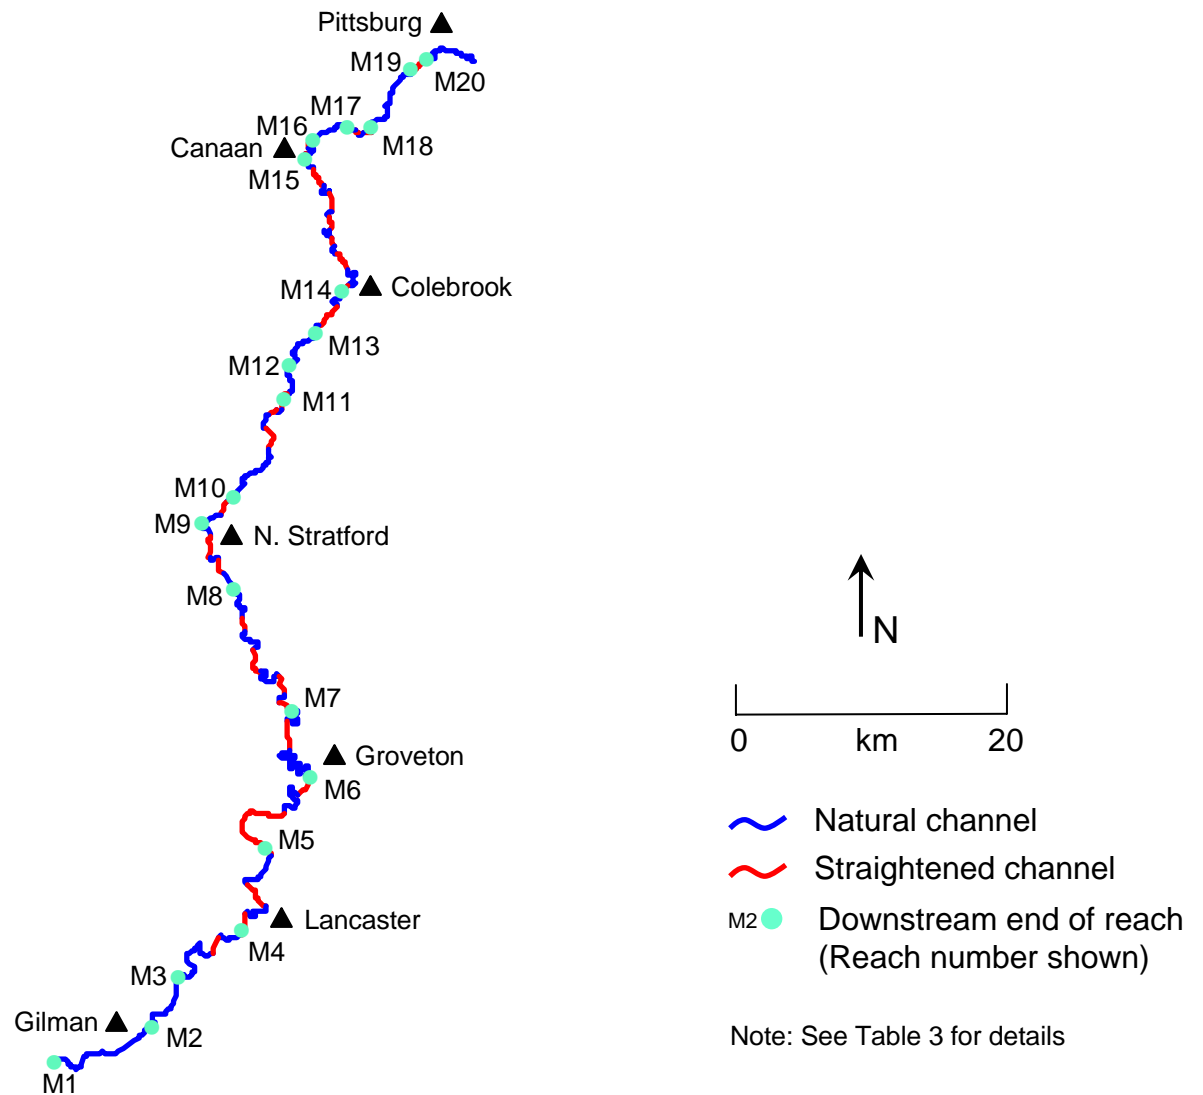 Pittsburg
M19
M20
M17
M16
M18
Canaan
M15
M14
Colebrook
M13
M12
M11
M10
M9
N. Stratford
M8
M7
Groveton
M6
M5
Lancaster
M4
M3
Gilman
M2
M1
N
0 km 20
Natural channel
Straightened channel
M2 Downstream end of reach
(Reach number shown)
Note: See Table 3 for details